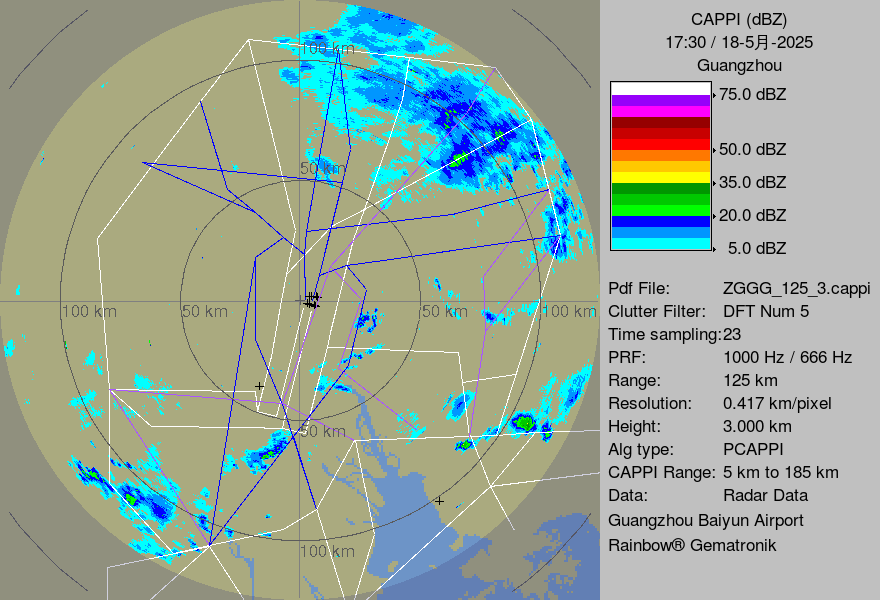 CAPPI (dBZ)
17:30 / 18-5月-2025
Guangzhou
75.0 dBZ
50.0 dBZ
35.0 dBZ
20.0 dBZ
5.0 dBZ
Pdf File: ZGGG_125_3.cappi
Clutter Filter: DFT Num 5
Time sampling:23
PRF: 1000 Hz / 666 Hz
Range: 125 km
Resolution: 0.417 km/pixel
Height: 3.000 km
Alg type: PCAPPI
CAPPI Range: 5 km to 185 km
Data: Radar Data
Guangzhou Baiyun Airport
Rainbow® Gematronik
100 km
50 km
100 km
50 km
50 km
100 km
50 km
100 km